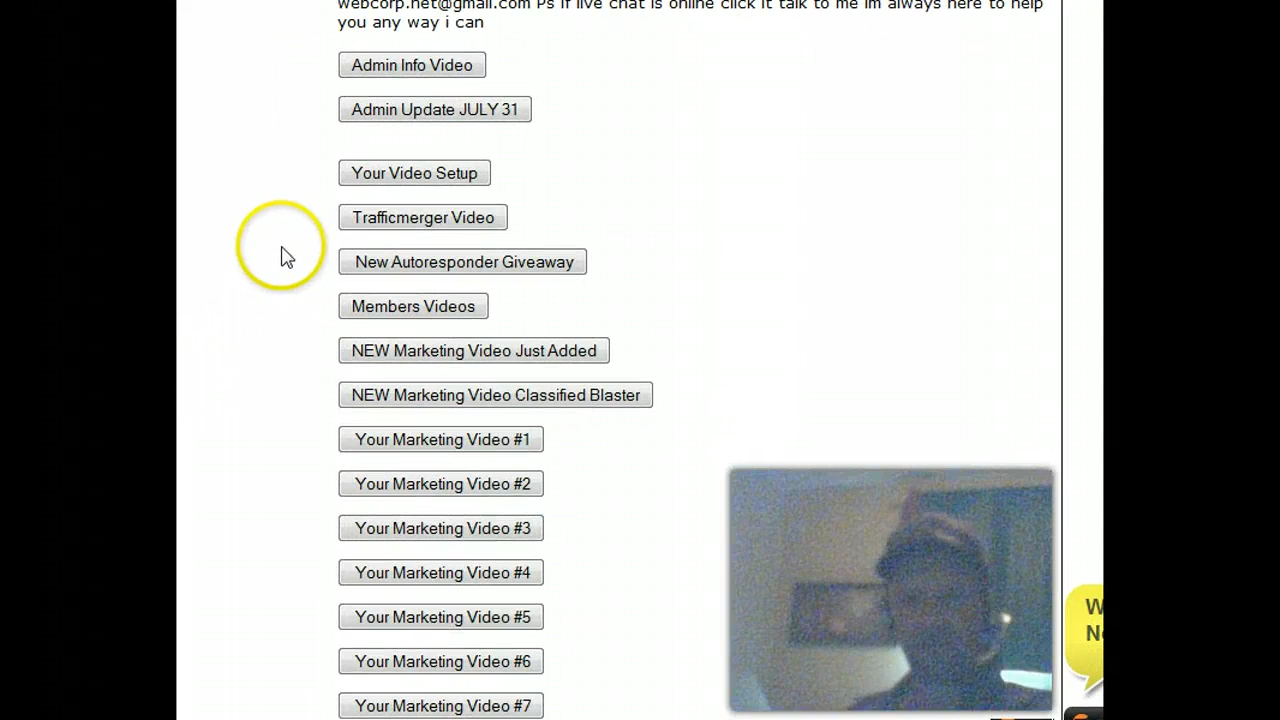 webcorp.net@gmail.com Ps if live chat is online click it talk to me im always here to help
you any way i can
Admin Info Video
Admin Update JULY 31
Your Video Setup
Trafficmerger Video
New Autoresponder Giveaway
Members Videos
NEW Marketing Video Just Added
NEW Marketing Video Classified Blaster
Your Marketing Video #1
Your Marketing Video #2
Your Marketing Video #3
Your Marketing Video #4
Your Marketing Video #5
Your Marketing Video #6
Your Marketing Video #7